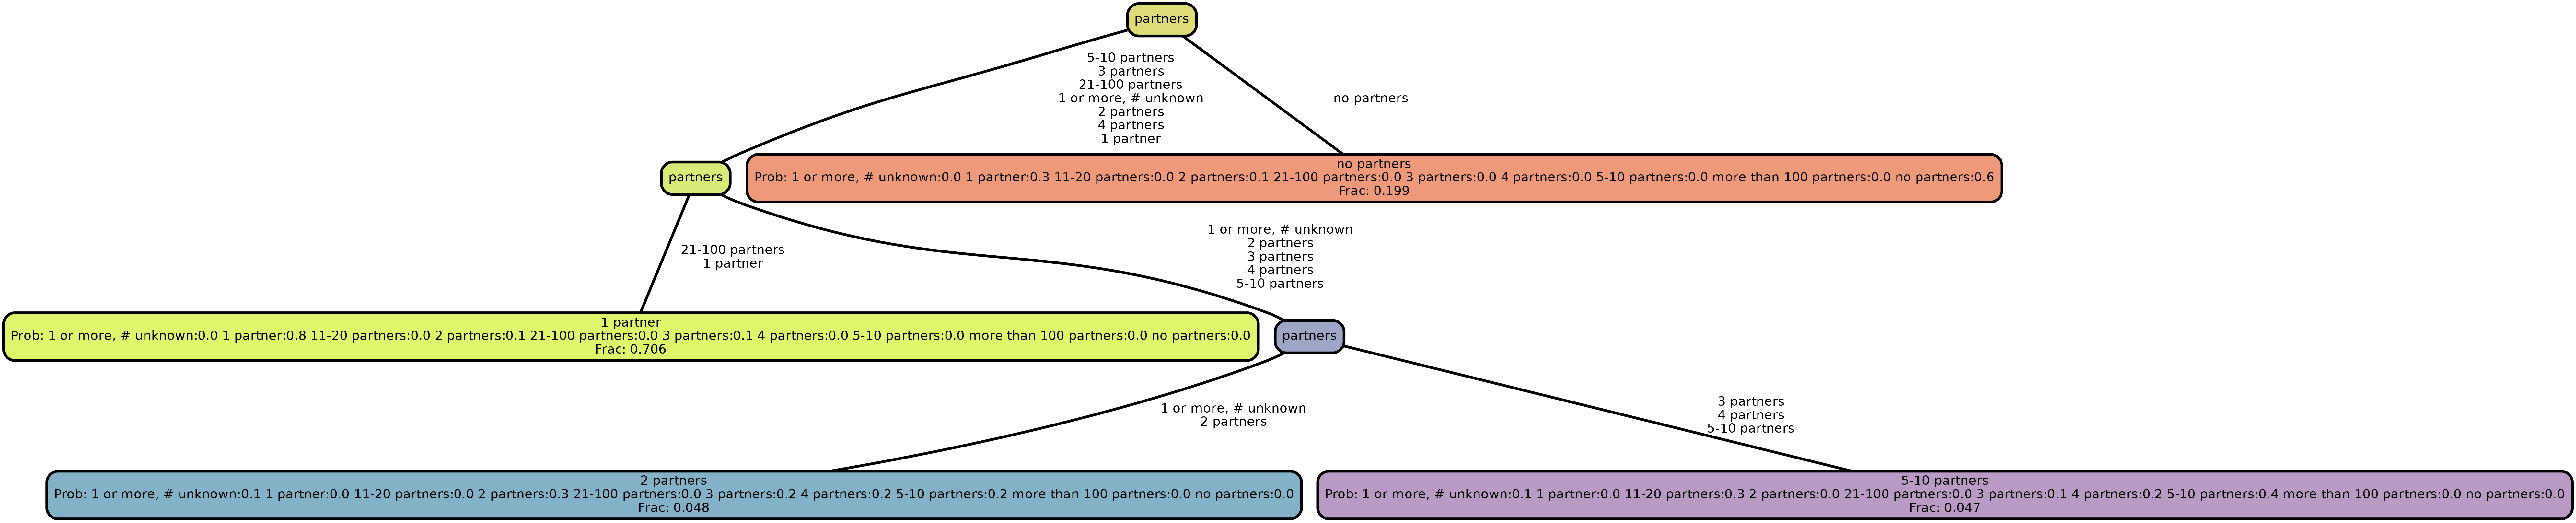 partners
5-10 partners
3 partners
21-100 partners
1 or more, # unknown
2 partners
4 partners
1 partner
no partners
partners
no partners
Prob: 1 or more, # unknown:0.0 1 partner:0.3 11-20 partners:0.0 2 partners:0.1 21-100 partners:0.0 3 partners:0.0 4 partners:0.0 5-10 partners:0.0 more than 100 partners:0.0 no partners:0.6
Frac: 0.199
21-100 partners
1 partner
1 or more, # unknown
2 partners
3 partners
4 partners
5-10 partners
1 partner
Prob: 1 or more, # unknown:0.0 1 partner:0.8 11-20 partners:0.0 2 partners:0.1 21-100 partners:0.0 3 partners:0.1 4 partners:0.0 5-10 partners:0.0 more than 100 partners:0.0 no partners:0.0
Frac: 0.706
partners
1 or more, # unknown
2 partners
3 partners
4 partners
5-10 partners
2 partners
Prob: 1 or more, # unknown:0.1 1 partner:0.0 11-20 partners:0.0 2 partners:0.3 21-100 partners:0.0 3 partners:0.2 4 partners:0.2 5-10 partners:0.2 more than 100 partners:0.0 no partners:0.0
Frac: 0.048
5-10 partners
Prob: 1 or more, # unknown:0.1 1 partner:0.0 11-20 partners:0.3 2 partners:0.0 21-100 partners:0.0 3 partners:0.1 4 partners:0.2 5-10 partners:0.4 more than 100 partners:0.0 no partners:0.0
Frac: 0.047